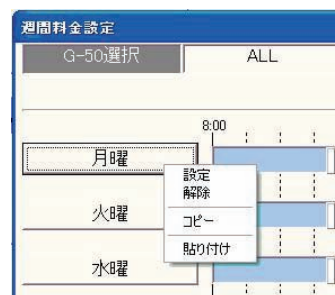 週間料金設定
G-50選択 ALL
8:00
月曜
設定
解除
コピー
貼り付け
火曜
水曜